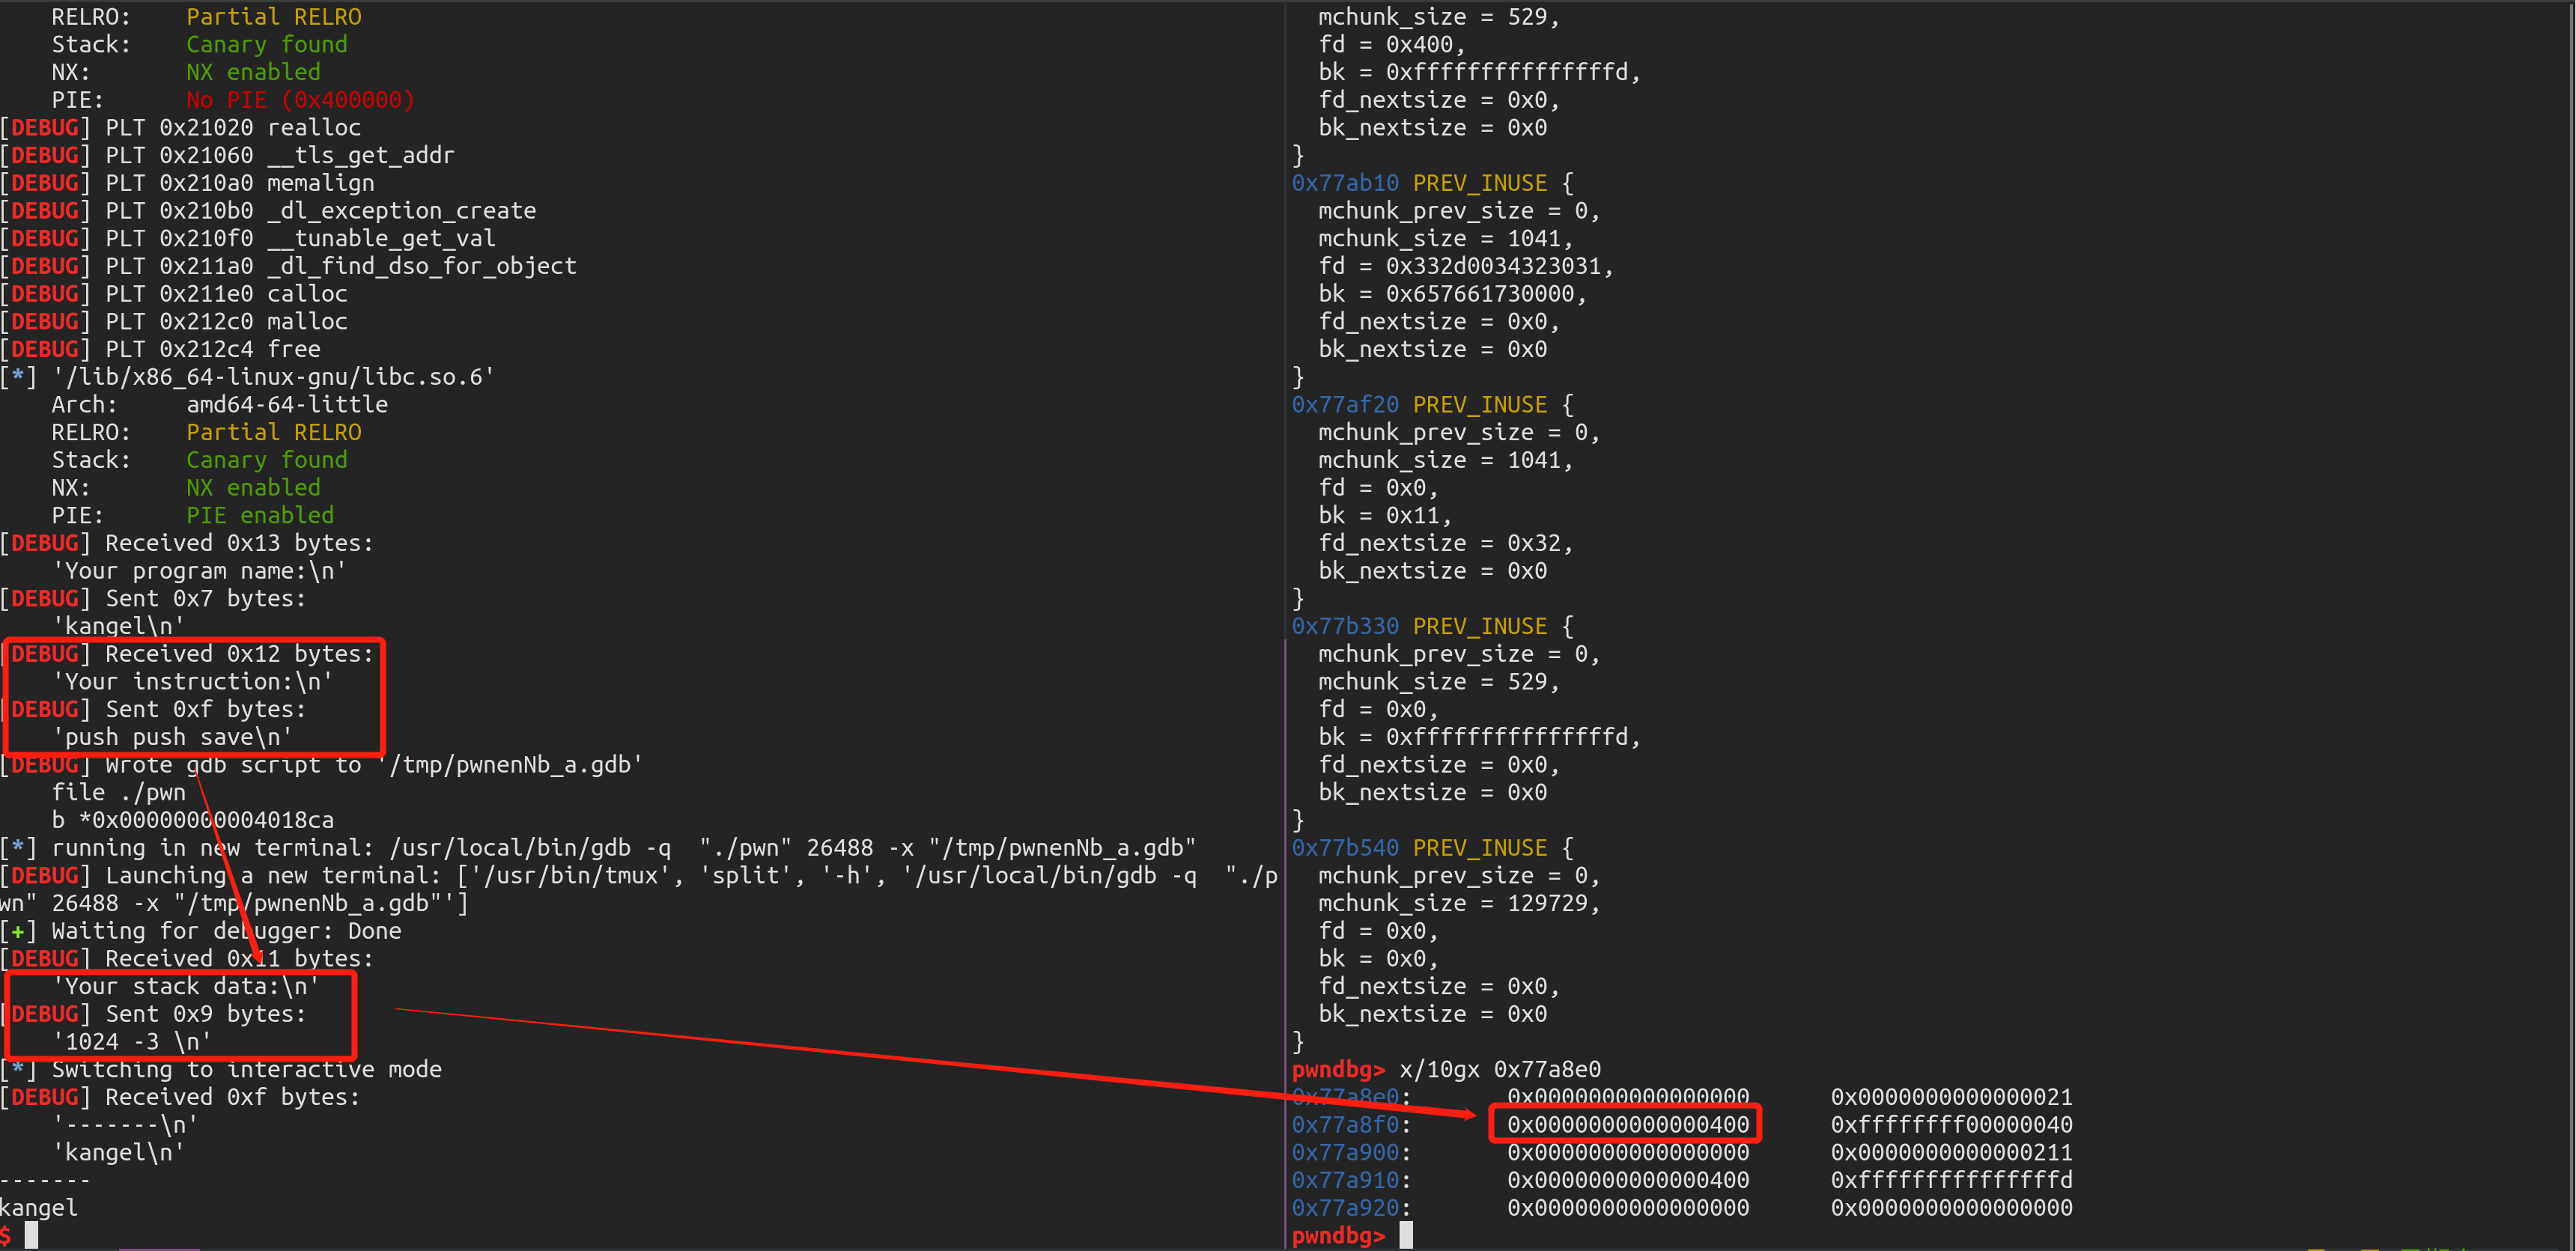 RELRO:    Partial RELRO
    Stack:    Canary found
    NX:       NX enabled
    PIE:      No PIE (0x400000)
[DEBUG] PLT 0x21020 realloc
[DEBUG] PLT 0x21060 __tls_get_addr
[DEBUG] PLT 0x210a0 memalign
[DEBUG] PLT 0x210b0 _dl_exception_create
[DEBUG] PLT 0x210f0 __tunable_get_val
[DEBUG] PLT 0x211a0 _dl_find_dso_for_object
[DEBUG] PLT 0x211e0 calloc
[DEBUG] PLT 0x212c0 malloc
[DEBUG] PLT 0x212c4 free
[*] '/lib/x86_64-linux-gnu/libc.so.6'
    Arch:     amd64-64-little
    RELRO:    Partial RELRO
    Stack:    Canary found
    NX:       NX enabled
    PIE:      PIE enabled
[DEBUG] Received 0x13 bytes:
    'Your program name:\n'
[DEBUG] Sent 0x7 bytes:
    'kangel\n'
[DEBUG] Received 0x12 bytes:
    'Your instruction:\n'
[DEBUG] Sent 0xf bytes:
    'push push save\n'
[DEBUG] Wrote gdb script to '/tmp/pwnenNb_a.gdb'
    file ./pwn
    b *0x00000000004018ca
[*] running in new terminal: /usr/local/bin/gdb -q  "./pwn" 26488 -x "/tmp/pwnenNb_a.gdb"
[DEBUG] Launching a new terminal: ['/usr/bin/tmux', 'split', '-h', '/usr/local/bin/gdb -q  "./p
wn" 26488 -x "/tmp/pwnenNb_a.gdb"']
[+] Waiting for debugger: Done
[DEBUG] Received 0x11 bytes:
    'Your stack data:\n'
[DEBUG] Sent 0x9 bytes:
    '1024 -3 \n'
[*] Switching to interactive mode
[DEBUG] Received 0xf bytes:
    '-------\n'
    'kangel\n'
-------
kangel
$
  mchunk_size = 529,
  fd = 0x400,
  bk = 0xfffffffffffffffd,
  fd_nextsize = 0x0,
  bk_nextsize = 0x0
}
0x77ab10 PREV_INUSE {
  mchunk_prev_size = 0,
  mchunk_size = 1041,
  fd = 0x332d0034323031,
  bk = 0x657661730000,
  fd_nextsize = 0x0,
  bk_nextsize = 0x0
}
0x77af20 PREV_INUSE {
  mchunk_prev_size = 0,
  mchunk_size = 1041,
  fd = 0x0,
  bk = 0x11,
  fd_nextsize = 0x32,
  bk_nextsize = 0x0
}
0x77b330 PREV_INUSE {
  mchunk_prev_size = 0,
  mchunk_size = 529,
  fd = 0x0,
  bk = 0xfffffffffffffffd,
  fd_nextsize = 0x0,
  bk_nextsize = 0x0
}
0x77b540 PREV_INUSE {
  mchunk_prev_size = 0,
  mchunk_size = 129729,
  fd = 0x0,
  bk = 0x0,
  fd_nextsize = 0x0,
  bk_nextsize = 0x0
}
pwndbg> x/10gx 0x77a8e0
0x77a8e0:       0x0000000000000000      0x0000000000000021
0x77a8f0:       0x0000000000000400      0xffffffff00000040
0x77a900:       0x0000000000000000      0x0000000000000211
0x77a910:       0x0000000000000400      0xfffffffffffffffd
0x77a920:       0x0000000000000000      0x0000000000000000
pwndbg>